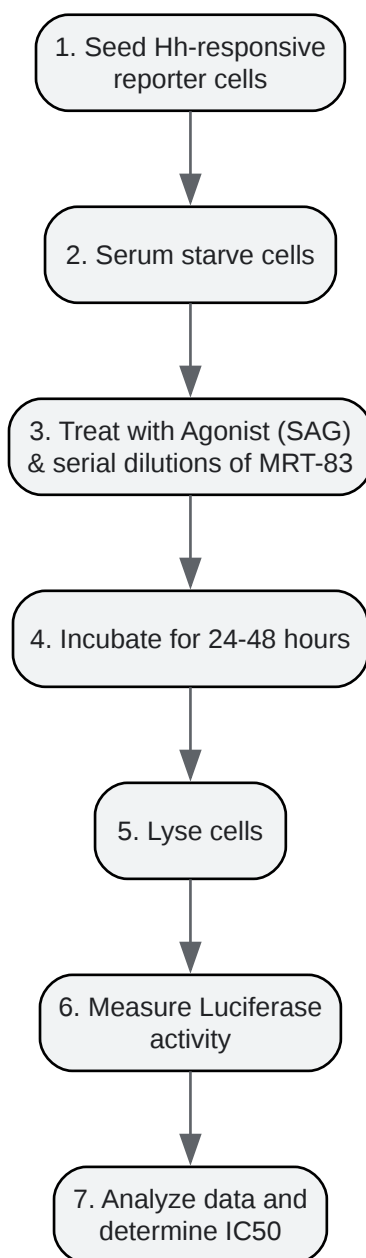 1. Seed Hh-responsive
reporter cells
2. Serum starve cells
3. Treat with Agonist (SAG)
& serial dilutions of MRT-83
4. Incubate for 24-48 hours
5. Lyse cells
6. Measure Luciferase
activity
7. Analyze data and
determine IC50